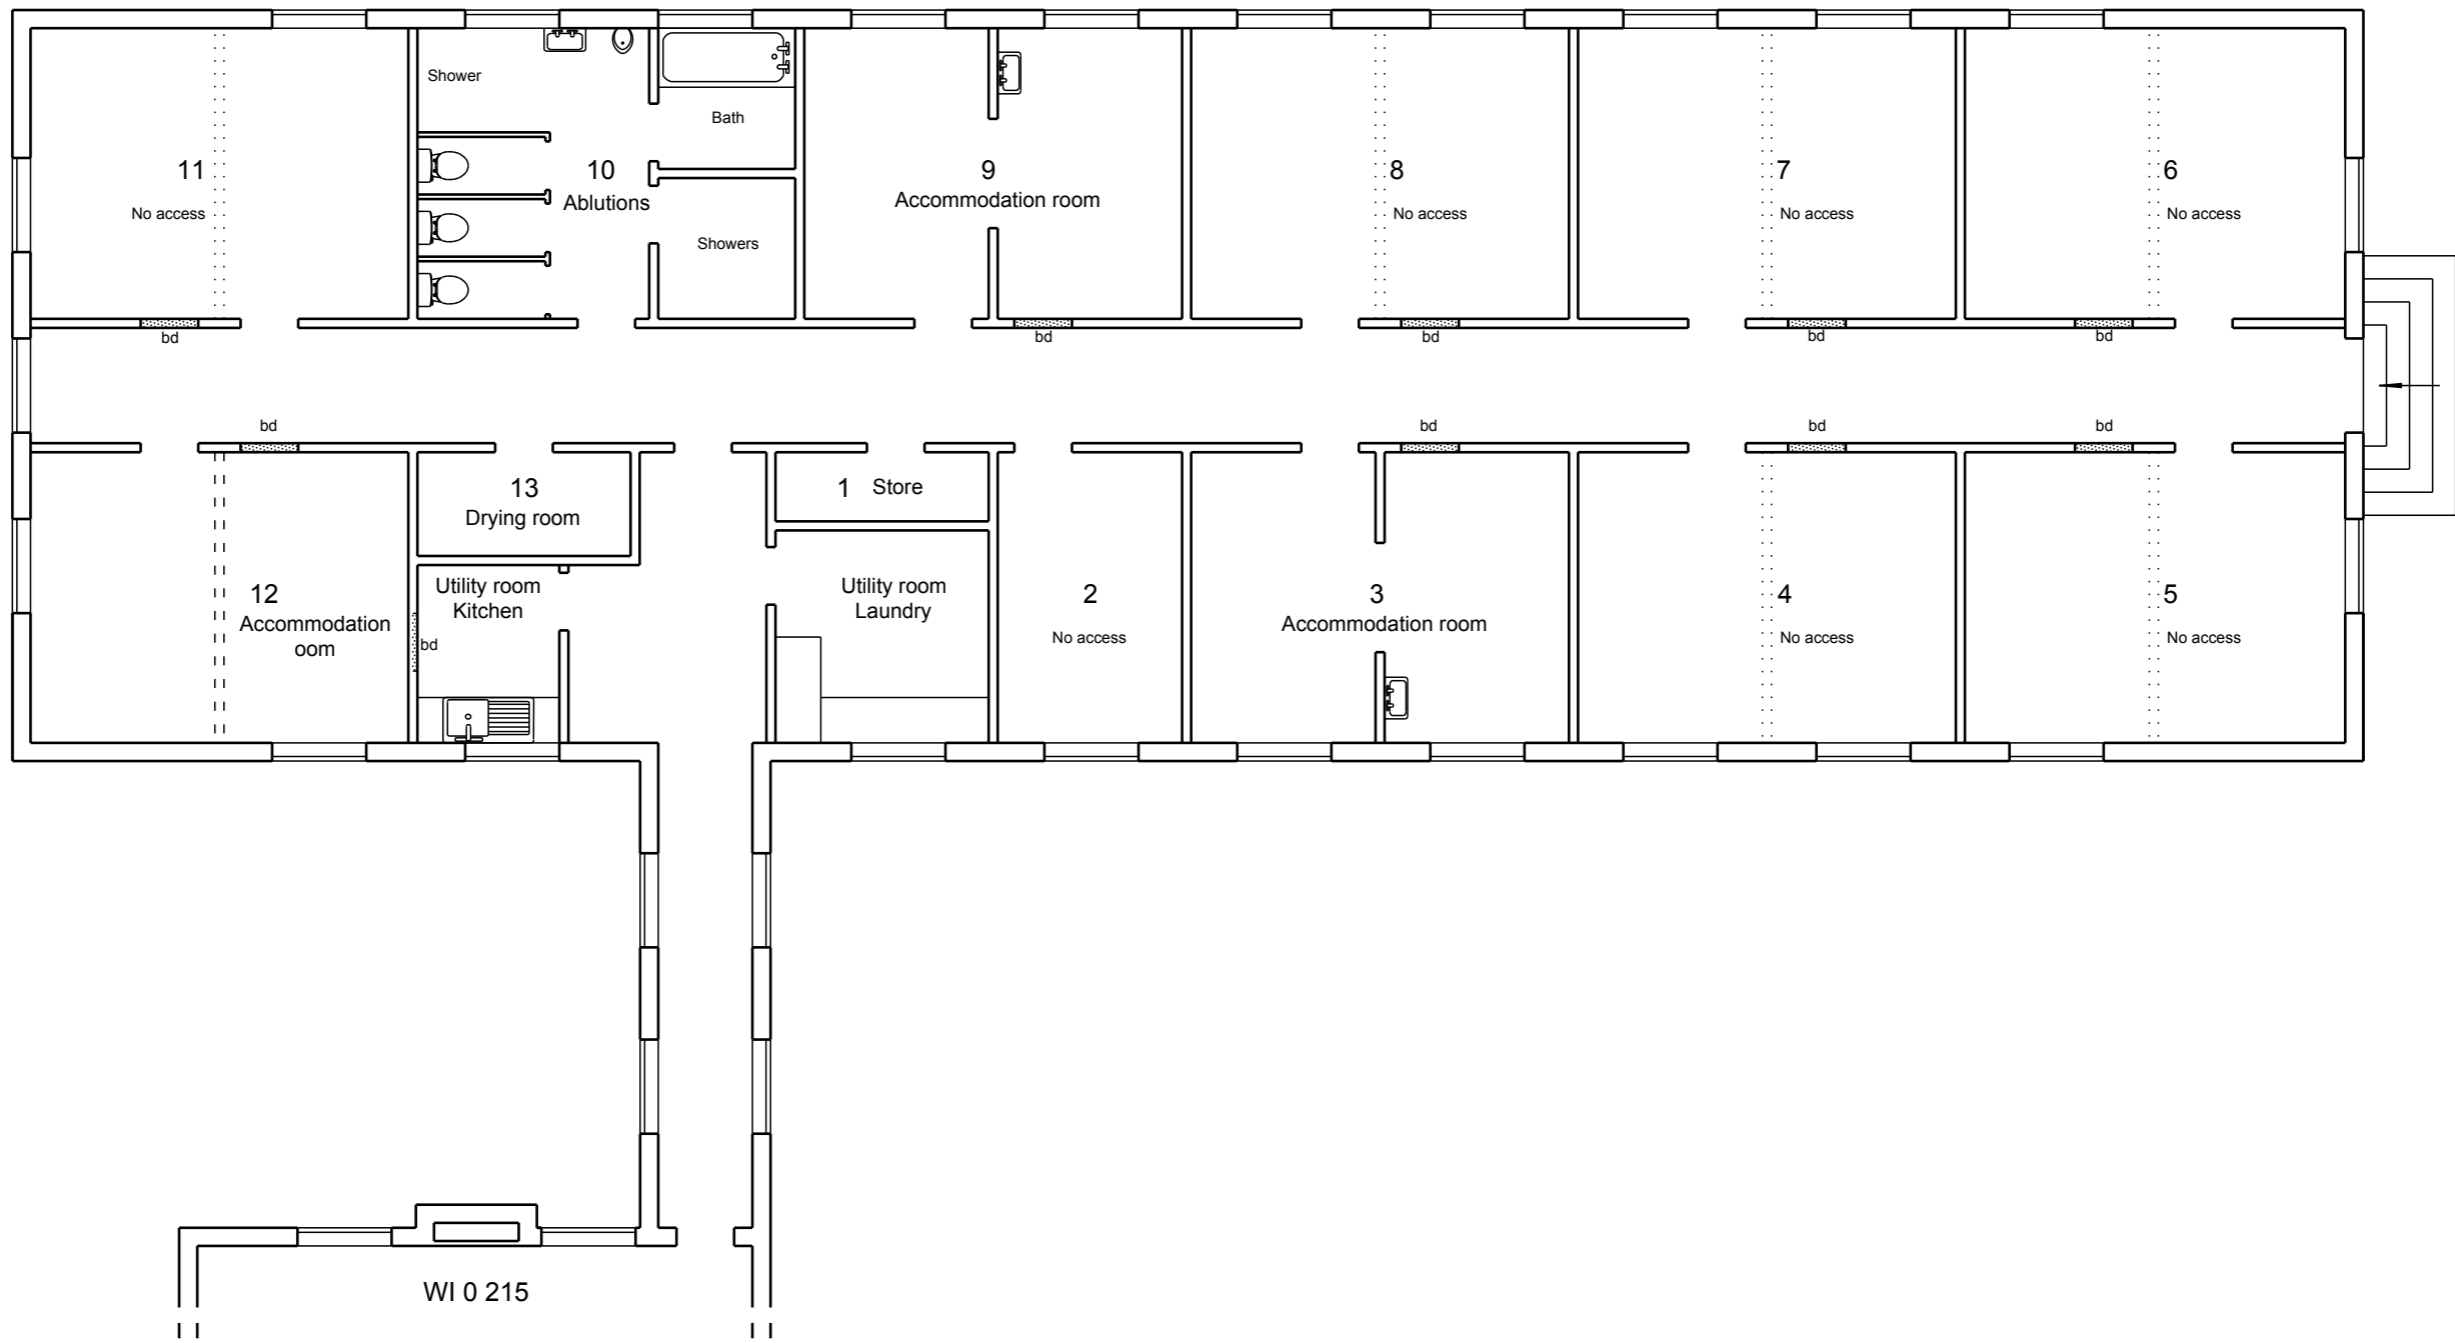 Shower
Bath
11
No access
10
Ablutions
Showers
9
Accommodation room
8
No access
7
No access
6
No access
bd
bd
bd
bd
bd
bd
bd
bd
bd
13
Drying room
1 Store
12
Accommodation
oom
Utility room
Kitchen
bd
Utility room
Laundry
2
No access
3
Accommodation room
4
No access
5
No access
WI 0 215